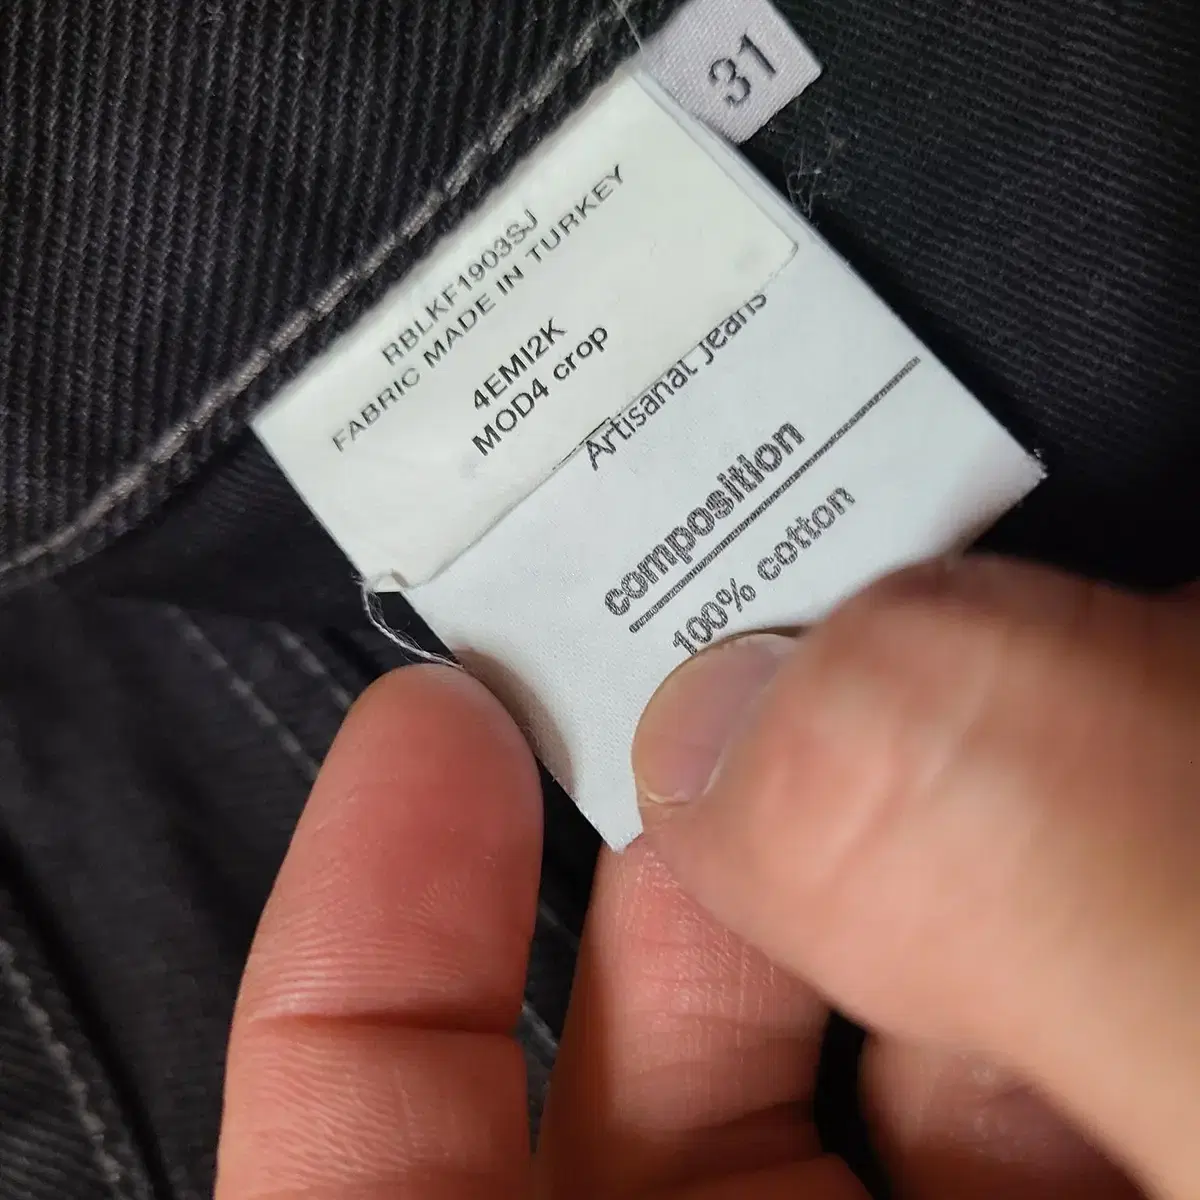 31
RBLKF1903SJ
FABRIC MADE IN TURKEY
4EMI2K
MOD4 crop
Artisanal Jeans
composition
100% cotton